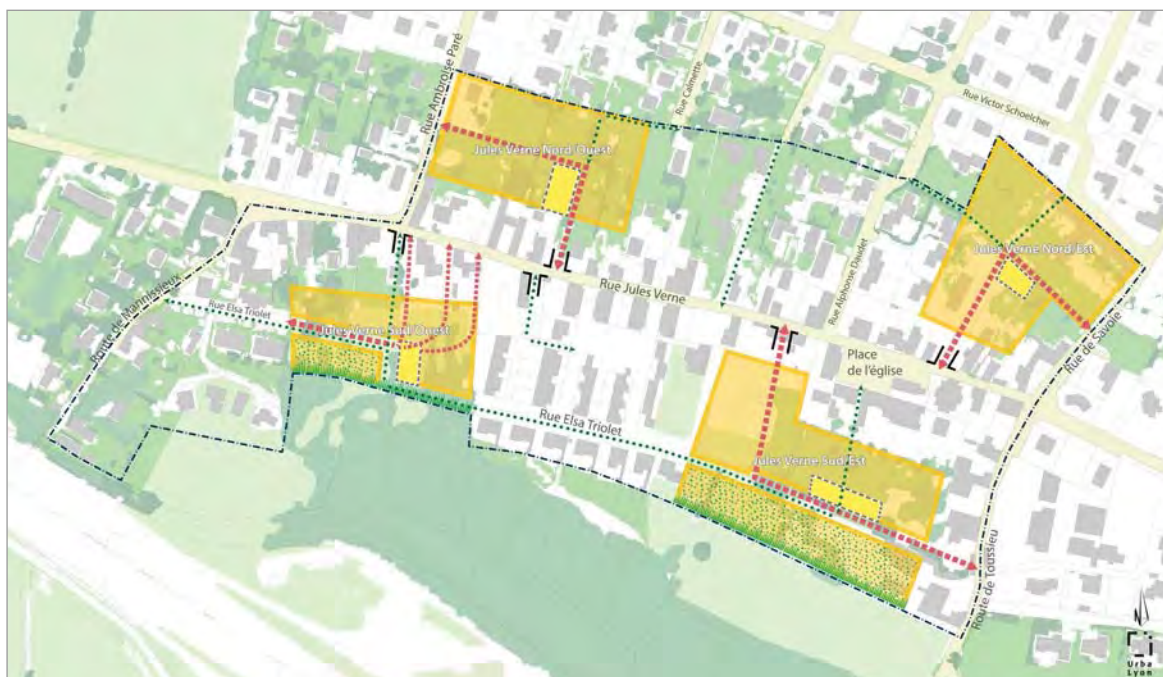 Rue Ambroise Paré
Rue Calmette
Rue Victor Schoelcher
Jules Verne Nord/Ouest
Jules Verne Nord/Est
Rue Alphonse Daudet
Rue Jules Verne
Route de Manissieux
Rue Elsa Triolet
Jules Verne Sud/Ouest
Place
de l'église
Rue de Savoie
Rue Elsa Triolet
Jules Verne Sud/Est
Route de Toussieu
N
Urba
Lyon